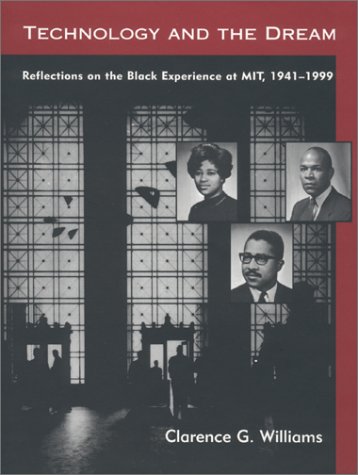 TECHNOLOGY AND THE DREAM
Reflections on the Black Experience at MIT, 1941–1999
Clarence G. Williams